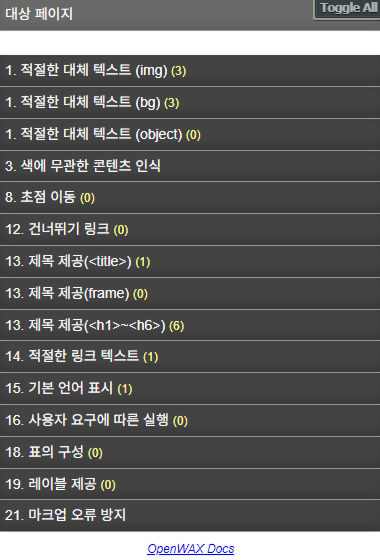 대상 페이지
Toggle All
1. 적절한 대체 텍스트 (img) (3)
1. 적절한 대체 텍스트 (bg) (3)
1. 적절한 대체 텍스트 (object) (0)
3. 색에 무관한 콘텐츠 인식
8. 초점 이동 (0)
12. 건너뛰기 링크 (0)
13. 제목 제공(<title>) (1)
13. 제목 제공(frame) (0)
13. 제목 제공(<h1>~<h6>) (6)
14. 적절한 링크 텍스트 (1)
15. 기본 언어 표시 (1)
16. 사용자 요구에 따른 실행 (0)
18. 표의 구성 (0)
19. 레이블 제공 (0)
21. 마크업 오류 방지
OpenWAX Docs